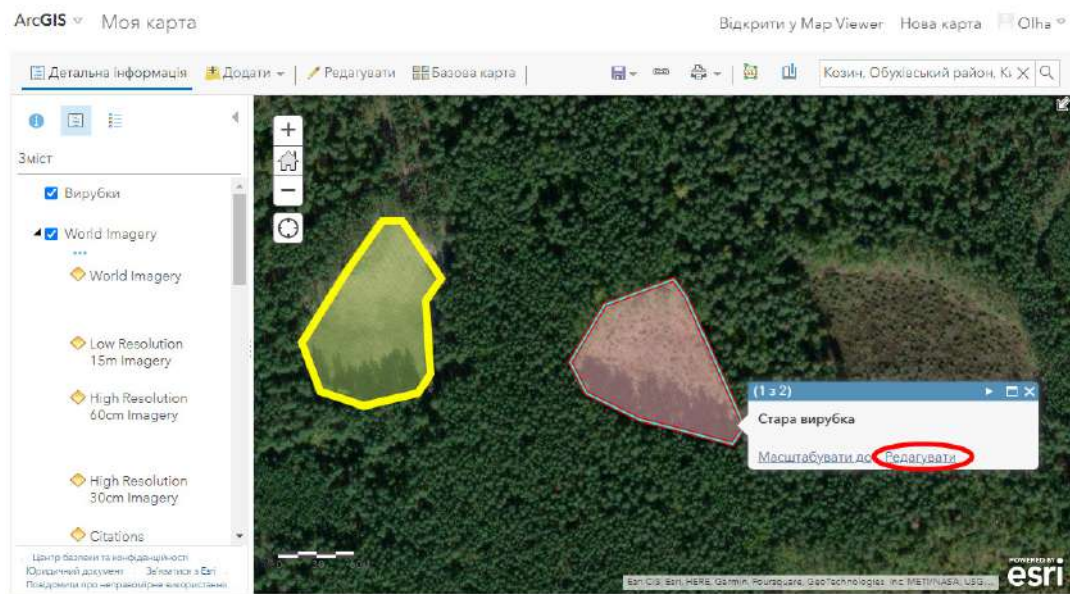 ArcGIS Моя карта
Відкрити у Map Viewer Нова карта Olha
Детальна інформація Додати Редагувати Базова карта
Козин, Обухівський район, Ки
Зміст
Вирубки
World Imagery
World Imagery
Low Resolution
15m Imagery
High Resolution
60cm Imagery
High Resolution
30cm Imagery
Citations
Центр безпеки та конфіденційності
Юридичний документ Зв'язатися з Esri
Повідомити про неправомірне використання
(1 з 2)
Стара вирубка
Масштабувати до Редагувати
Esri CIS, Esri, HERE, Garmin, Foursquare, GeoTechnologies, Inc, METI/NASA, USG...
POWERED BY
esri